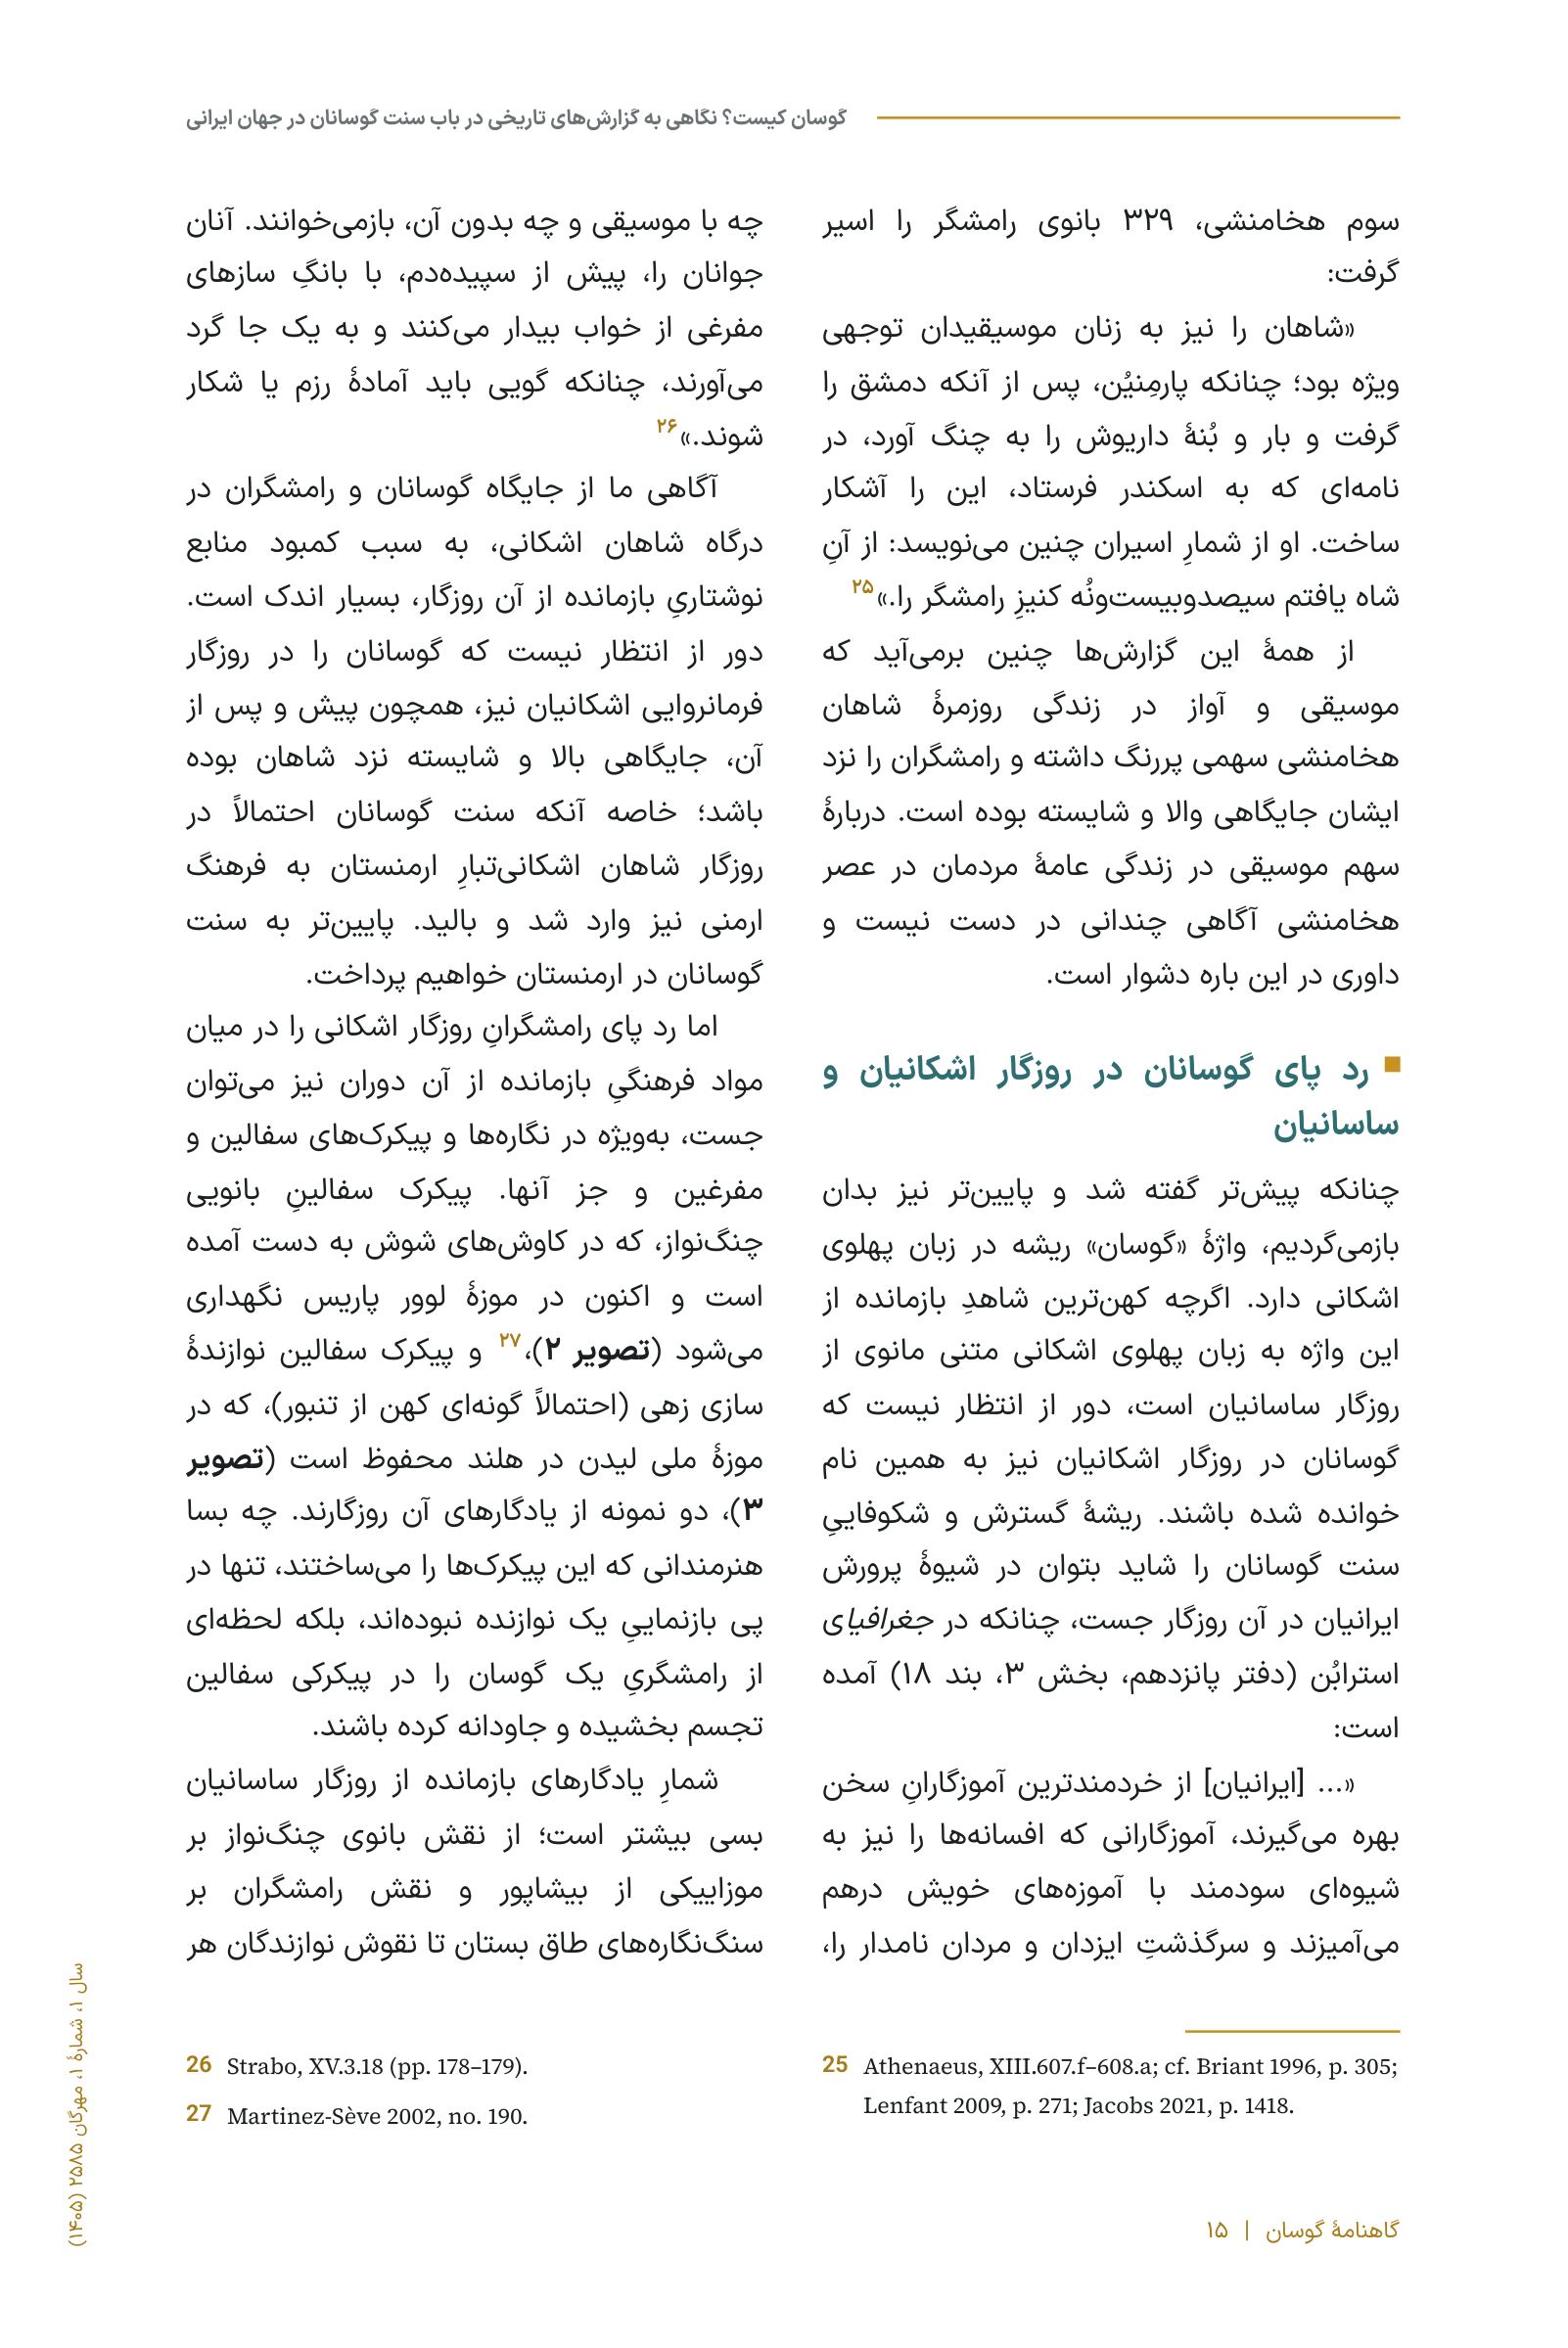 گوسان کیست؟ نگاهی به گزارش‌های تاریخی در باب سنت گوسانان در جهان ایرانی
سوم هخامنشی، ۳۲۹ بانوی رامشگر را اسیر
گرفت:
«شاهان را نیز به زنان موسیقیدان توجهی
ویژه بود؛ چنانکه پارمِنیُن، پس از آنکه دمشق را
گرفت و بار و بُنهٔ داریوش را به چنگ آورد، در
نامه‌ای که به اسکندر فرستاد، این را آشکار
ساخت. او از شمارِ اسیران چنین می‌نویسد: از آنِ
شاه یافتم سیصدوبیست‌ونُه کنیزِ رامشگر را.»۲۵
از همهٔ این گزارش‌ها چنین برمی‌آید که
موسیقی و آواز در زندگی روزمرهٔ شاهان
هخامنشی سهمی پررنگ داشته و رامشگران را نزد
ایشان جایگاهی والا و شایسته بوده است. دربارهٔ
سهم موسیقی در زندگی عامهٔ مردمان در عصر
هخامنشی آگاهی چندانی در دست نیست و
داوری در این باره دشوار است.
رد پای گوسانان در روزگار اشکانیان و
ساسانیان
چنانکه پیش‌تر گفته شد و پایین‌تر نیز بدان
بازمی‌گردیم، واژهٔ «گوسان» ریشه در زبان پهلوی
اشکانی دارد. اگرچه کهن‌ترین شاهدِ بازمانده از
این واژه به زبان پهلوی اشکانی متنی مانوی از
روزگار ساسانیان است، دور از انتظار نیست که
گوسانان در روزگار اشکانیان نیز به همین نام
خوانده شده باشند. ریشهٔ گسترش و شکوفاییِ
سنت گوسانان را شاید بتوان در شیوهٔ پرورش
ایرانیان در آن روزگار جست، چنانکه در جغرافیای
استرابُن (دفتر پانزدهم، بخش ۳، بند ۱۸) آمده
است:
«... [ایرانیان] از خردمندترین آموزگارانِ سخن
بهره می‌گیرند، آموزگارانی که افسانه‌ها را نیز به
شیوه‌ای سودمند با آموزه‌های خویش درهم
می‌آمیزند و سرگذشتِ ایزدان و مردان نامدار را،
چه با موسیقی و چه بدون آن، بازمی‌خوانند. آنان
جوانان را، پیش از سپیده‌دم، با بانگِ سازهای
مفرغی از خواب بیدار می‌کنند و به یک جا گرد
می‌آورند، چنانکه گویی باید آمادهٔ رزم یا شکار
شوند.»۲۶
آگاهی ما از جایگاه گوسانان و رامشگران در
درگاه شاهان اشکانی، به سبب کمبود منابع
نوشتاریِ بازمانده از آن روزگار، بسیار اندک است.
دور از انتظار نیست که گوسانان را در روزگار
فرمانروایی اشکانیان نیز، همچون پیش و پس از
آن، جایگاهی بالا و شایسته نزد شاهان بوده
باشد؛ خاصه آنکه سنت گوسانان احتمالاً در
روزگار شاهان اشکانی‌تبارِ ارمنستان به فرهنگ
ارمنی نیز وارد شد و بالید. پایین‌تر به سنت
گوسانان در ارمنستان خواهیم پرداخت.
اما رد پای رامشگرانِ روزگار اشکانی را در میان
مواد فرهنگیِ بازمانده از آن دوران نیز می‌توان
جست، به‌ویژه در نگاره‌ها و پیکرک‌های سفالین و
مفرغین و جز آنها. پیکرک سفالینِ بانویی
چنگ‌نواز، که در کاوش‌های شوش به دست آمده
است و اکنون در موزهٔ لوور پاریس نگهداری
می‌شود (تصویر ۲)،۲۷ و پیکرک سفالین نوازندهٔ
سازی زهی (احتمالاً گونه‌ای کهن از تنبور)، که در
موزهٔ ملی لیدن در هلند محفوظ است (تصویر
۳)، دو نمونه از یادگارهای آن روزگارند. چه بسا
هنرمندانی که این پیکرک‌ها را می‌ساختند، تنها در
پی بازنماییِ یک نوازنده نبوده‌اند، بلکه لحظه‌ای
از رامشگریِ یک گوسان را در پیکرکی سفالین
تجسم بخشیده و جاودانه کرده باشند.
شمارِ یادگارهای بازمانده از روزگار ساسانیان
بسی بیشتر است؛ از نقش بانوی چنگ‌نواز بر
موزاییکی از بیشاپور و نقش رامشگران بر
سنگ‌نگاره‌های طاق بستان تا نقوش نوازندگان هر
25 Athenaeus, XIII.607.f–608.a; cf. Briant 1996, p. 305;
Lenfant 2009, p. 271; Jacobs 2021, p. 1418.
26 Strabo, XV.3.18 (pp. 178–179).
27 Martinez-Sève 2002, no. 190.
گاهنامهٔ گوسان | ۱۵
سال ۱، شمارهٔ ۱، مهرگان ۲۵۸۵ (۱۴۰۵)